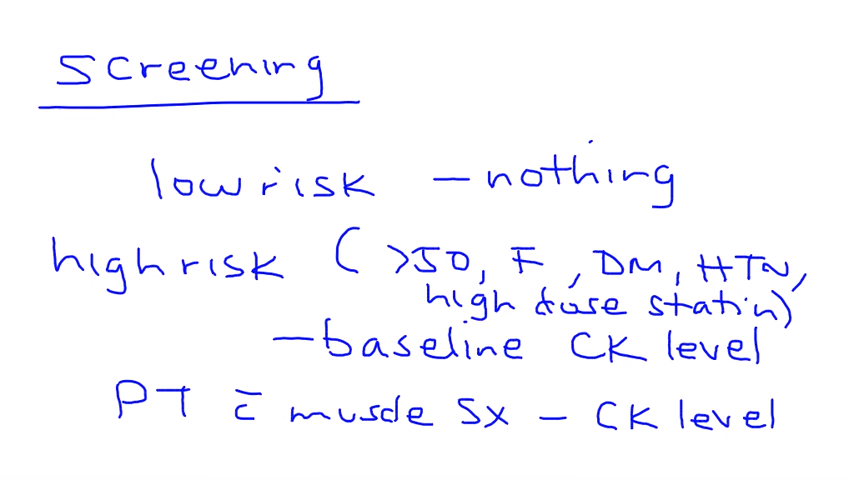 Screening
low risk - nothing
high risk ( >50, F, DM, HTN,
high dose statin)
- baseline CK level
PT c̄ muscle SX - CK level